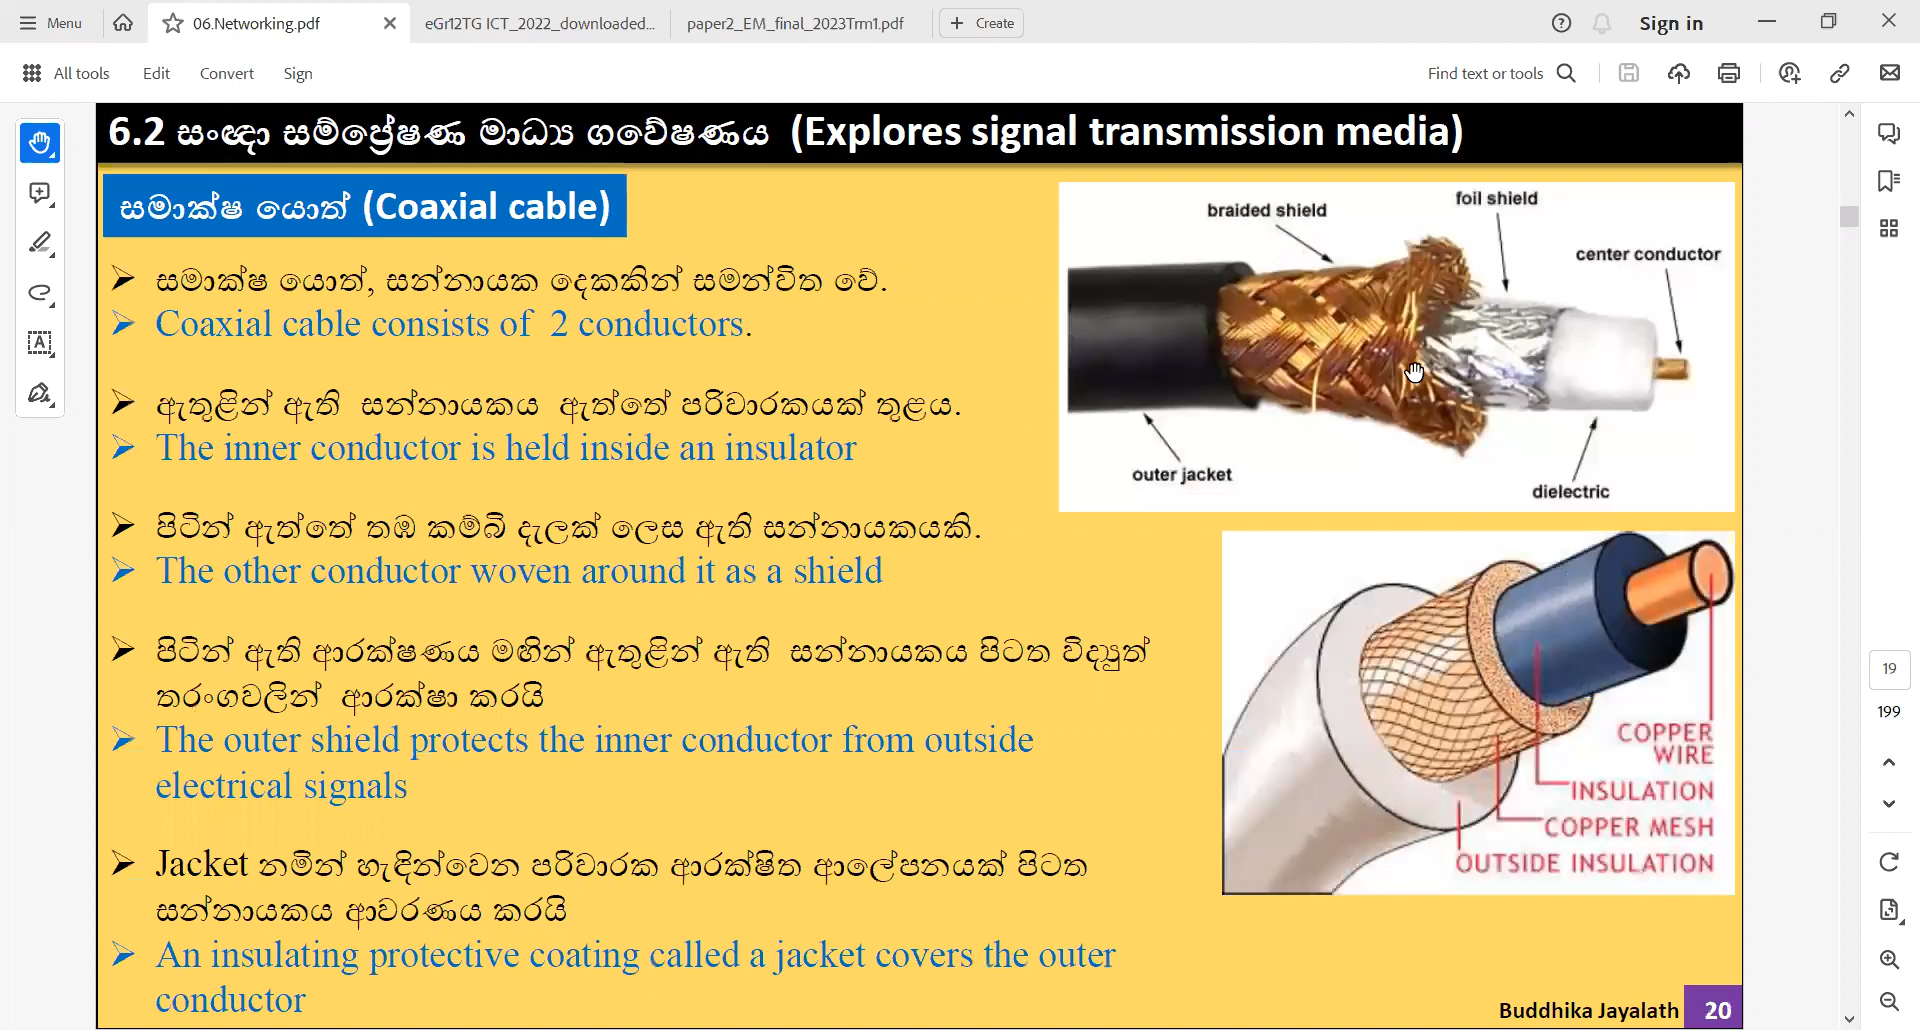 Menu
06.Networking.pdf
eGr12TG ICT_2022_downloaded...
paper2_EM_final_2023Trm1.pdf
Create
Sign in
All tools
Edit
Convert
Sign
Find text or tools
6.2 සංඥා සම්ප්‍රේෂණ මාධ්‍ය ගවේෂණය (Explores signal transmission media)
සමාක්ෂ යොත් (Coaxial cable)
සමාක්ෂ යොත්, සන්නායක දෙකකින් සමන්විත වේ.
Coaxial cable consists of 2 conductors.
ඇතුළින් ඇති සන්නායකය ඇත්තේ පරිවාරකයක් තුළය.
The inner conductor is held inside an insulator
පිටින් ඇත්තේ තඹ කම්බි දැලක් ලෙස ඇති සන්නායකයකි.
The other conductor woven around it as a shield
පිටින් ඇති ආරක්ෂණය මඟින් ඇතුළින් ඇති සන්නායකය පිටත විද්‍යුත්
තරංගවලින් ආරක්ෂා කරයි
The outer shield protects the inner conductor from outside
electrical signals
Jacket නමින් හැඳින්වෙන පරිවාරක ආරක්ෂිත ආලේපනයක් පිටත
සන්නායකය ආවරණය කරයි
An insulating protective coating called a jacket covers the outer
conductor
braided shield
foil shield
center conductor
outer jacket
dielectric
COPPER
WIRE
INSULATION
COPPER MESH
OUTSIDE INSULATION
Buddhika Jayalath 20
19
199